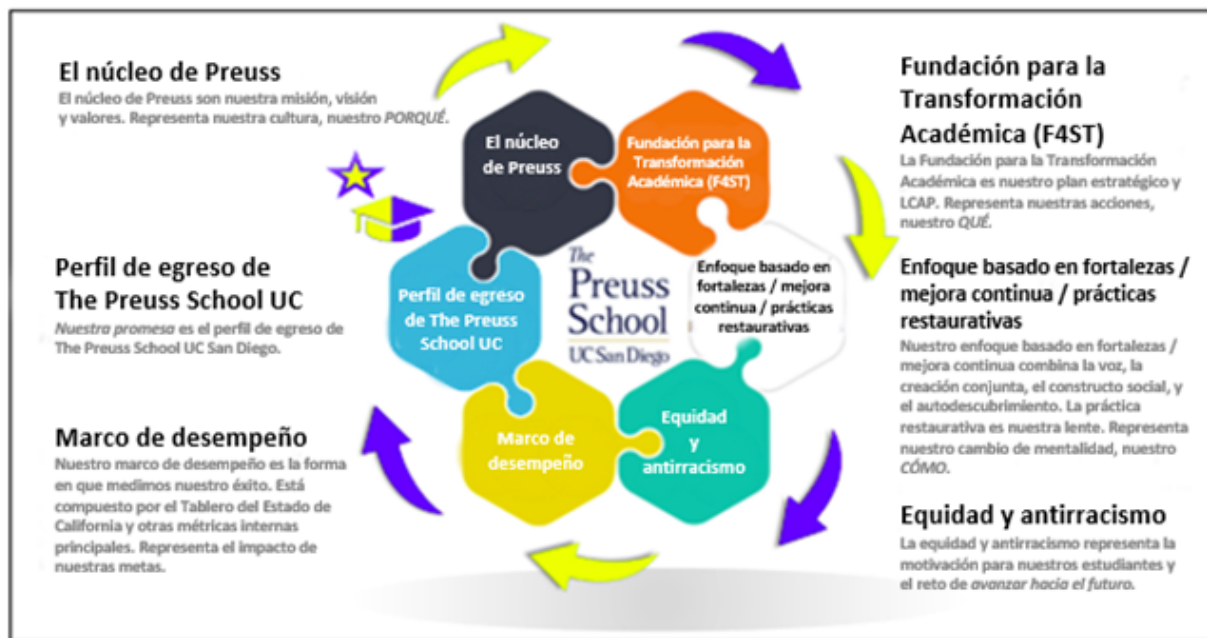 El núcleo de Preuss
El núcleo de Preuss son nuestra misión, visión
y valores. Representa nuestra cultura, nuestro PORQUÉ.
Perfil de egreso de
The Preuss School UC
Nuestra promesa es el perfil de egreso de
The Preuss School UC San Diego.
Marco de desempeño
Nuestro marco de desempeño es la forma
en que medimos nuestro éxito. Está
compuesto por el Tablero del Estado de
California y otras métricas internas
principales. Representa el impacto de
nuestras metas.
El núcleo
de Preuss
Fundación para la
Transformación
Académica (F4ST)
Perfil de egreso
de The Preuss
School UC
The
Preuss
School
UC San Diego
Enfoque basado en
fortalezas / mejora
continua / prácticas
restaurativas
Marco de
desempeño
Equidad
y
antirracismo
Fundación para la
Transformación
Académica (F4ST)
La Fundación para la Transformación
Académica es nuestro plan estratégico y
LCAP. Representa nuestras acciones,
nuestro QUÉ.
Enfoque basado en fortalezas /
mejora continua / prácticas
restaurativas
Nuestro enfoque basado en fortalezas /
mejora continua combina la voz, la
creación conjunta, el constructo social, y
el autodescubrimiento. La práctica
restaurativa es nuestra lente. Representa
nuestro cambio de mentalidad, nuestro
CÓMO.
Equidad y antirracismo
La equidad y antirracismo representa la
motivación para nuestros estudiantes y
el reto de avanzar hacia el futuro.